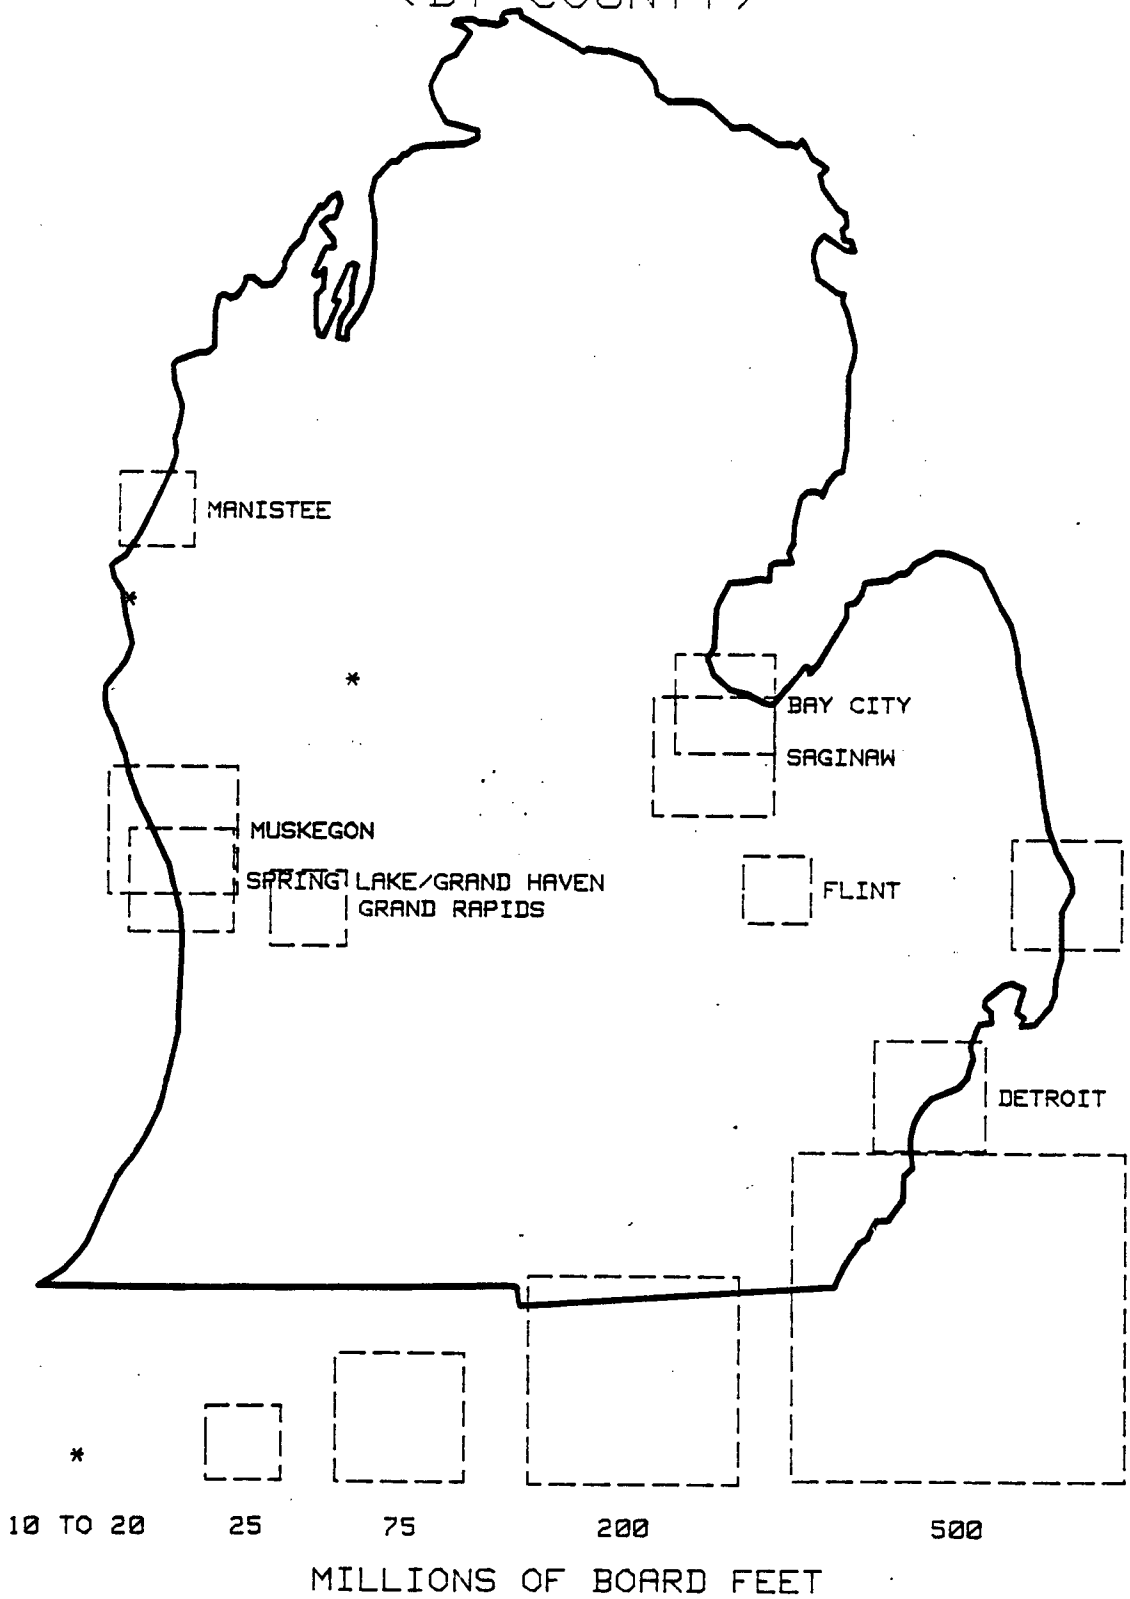 (BY COUNTY)
MANISTEE
*
*
BAY CITY
SAGINAW
MUSKEGON
SPRING LAKE/GRAND HAVEN
FLINT
GRAND RAPIDS
DETROIT
*
10 TO 20 25 75 200 500
MILLIONS OF BOARD FEET